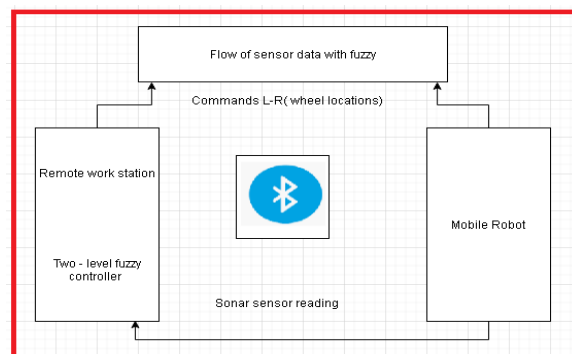 Flow of sensor data with fuzzy
Commands L-R( wheel locations)
Remote work station
Mobile Robot
Two - level fuzzy
controller
Sonar sensor reading